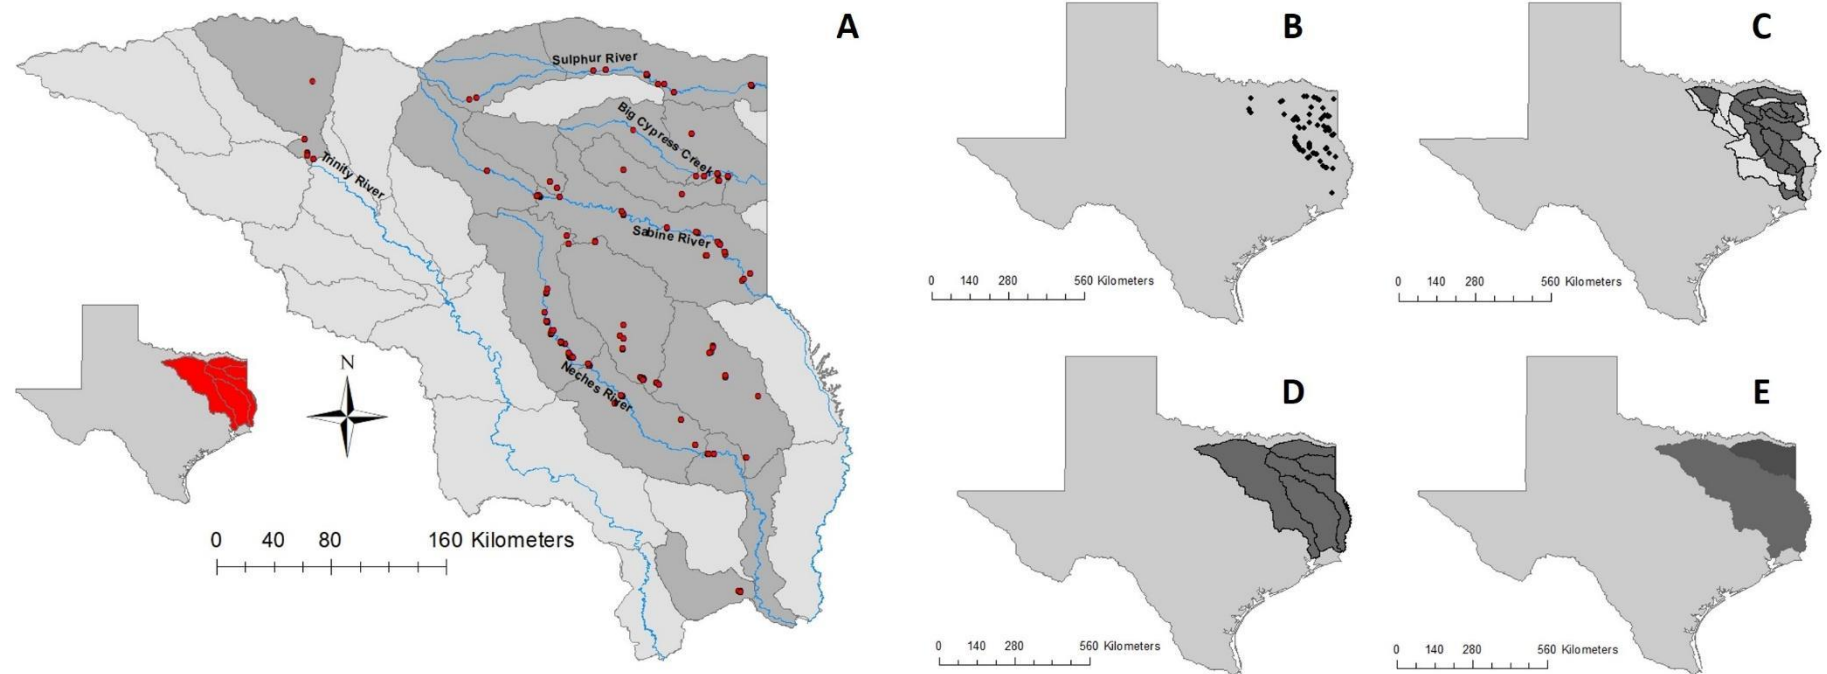 A
Sulphur River
Big Cypress Creek
Trinity River
Sabine River
Neches River
N
0 40 80 160 Kilometers
B
0 140 280 560 Kilometers
C
0 140 280 560 Kilometers
D
0 140 280 560 Kilometers
E
0 140 280 560 Kilometers